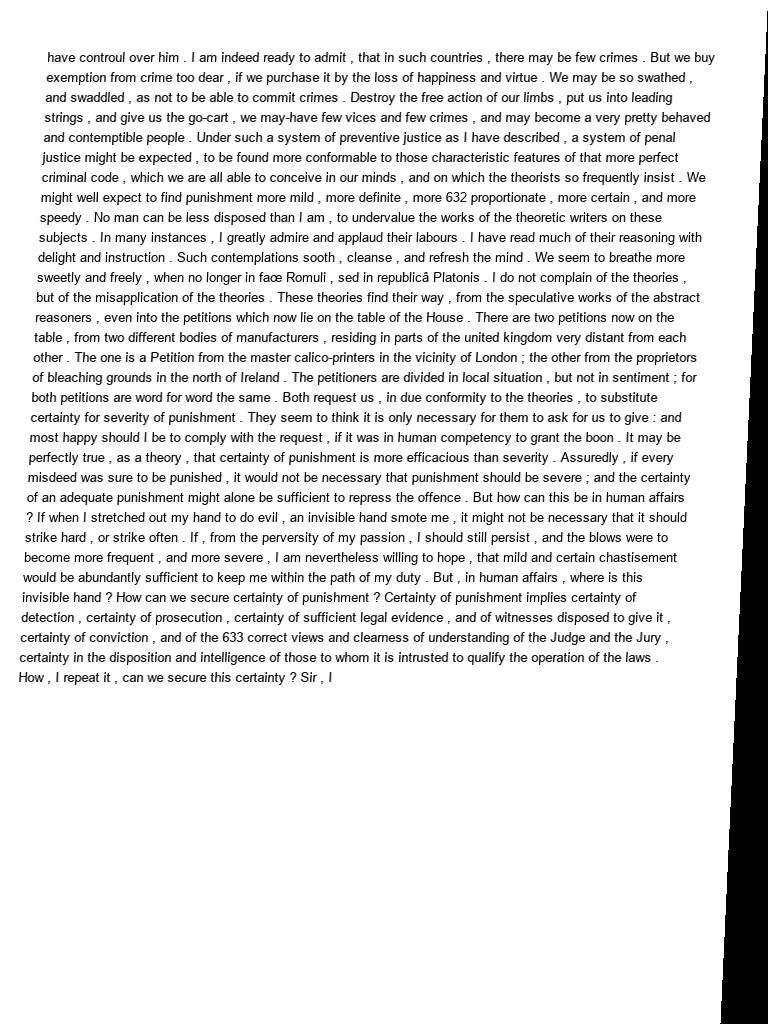 have controul over him . I am indeed ready to admit , that in such countries , there may be few crimes . But we buy
exemption from crime too dear , if we purchase it by the loss of happiness and virtue . We may be so swathed ,
and swaddled , as not to be able to commit crimes . Destroy the free action of our limbs , put us into leading
strings , and give us the go-cart , we may-have few vices and few crimes , and may become a very pretty behaved
and contemptible people . Under such a system of preventive justice as I have described , a system of penal
justice might be expected , to be found more conformable to those characteristic features of that more perfect
criminal code , which we are all able to conceive in our minds , and on which the theorists so frequently insist . We
might well expect to find punishment more mild , more definite , more 632 proportionate , more certain , and more
speedy . No man can be less disposed than I am , to undervalue the works of the theoretic writers on these
subjects . In many instances , I greatly admire and applaud their labours . I have read much of their reasoning with
delight and instruction . Such contemplations sooth , cleanse , and refresh the mind . We seem to breathe more
sweetly and freely , when no longer in faœ Romuli , sed in republicâ Platonis . I do not complain of the theories ,
but of the misapplication of the theories . These theories find their way , from the speculative works of the abstract
reasoners , even into the petitions which now lie on the table of the House . There are two petitions now on the
table , from two different bodies of manufacturers , residing in parts of the united kingdom very distant from each
other . The one is a Petition from the master calico-printers in the vicinity of London ; the other from the proprietors
of bleaching grounds in the north of Ireland . The petitioners are divided in local situation , but not in sentiment ; for
both petitions are word for word the same . Both request us , in due conformity to the theories , to substitute
certainty for severity of punishment . They seem to think it is only necessary for them to ask for us to give : and
most happy should I be to comply with the request , if it was in human competency to grant the boon . It may be
perfectly true , as a theory , that certainty of punishment is more efficacious than severity . Assuredly , if every
misdeed was sure to be punished , it would not be necessary that punishment should be severe ; and the certainty
of an adequate punishment might alone be sufficient to repress the offence . But how can this be in human affairs
? If when I stretched out my hand to do evil , an invisible hand smote me , it might not be necessary that it should
strike hard , or strike often . If , from the perversity of my passion , I should still persist , and the blows were to
become more frequent , and more severe , I am nevertheless willing to hope , that mild and certain chastisement
would be abundantly sufficient to keep me within the path of my duty . But , in human affairs , where is this
invisible hand ? How can we secure certainty of punishment ? Certainty of punishment implies certainty of
detection , certainty of prosecution , certainty of sufficient legal evidence , and of witnesses disposed to give it ,
certainty of conviction , and of the 633 correct views and clearness of understanding of the Judge and the Jury ,
certainty in the disposition and intelligence of those to whom it is intrusted to qualify the operation of the laws .
How , I repeat it , can we secure this certainty ? Sir , I